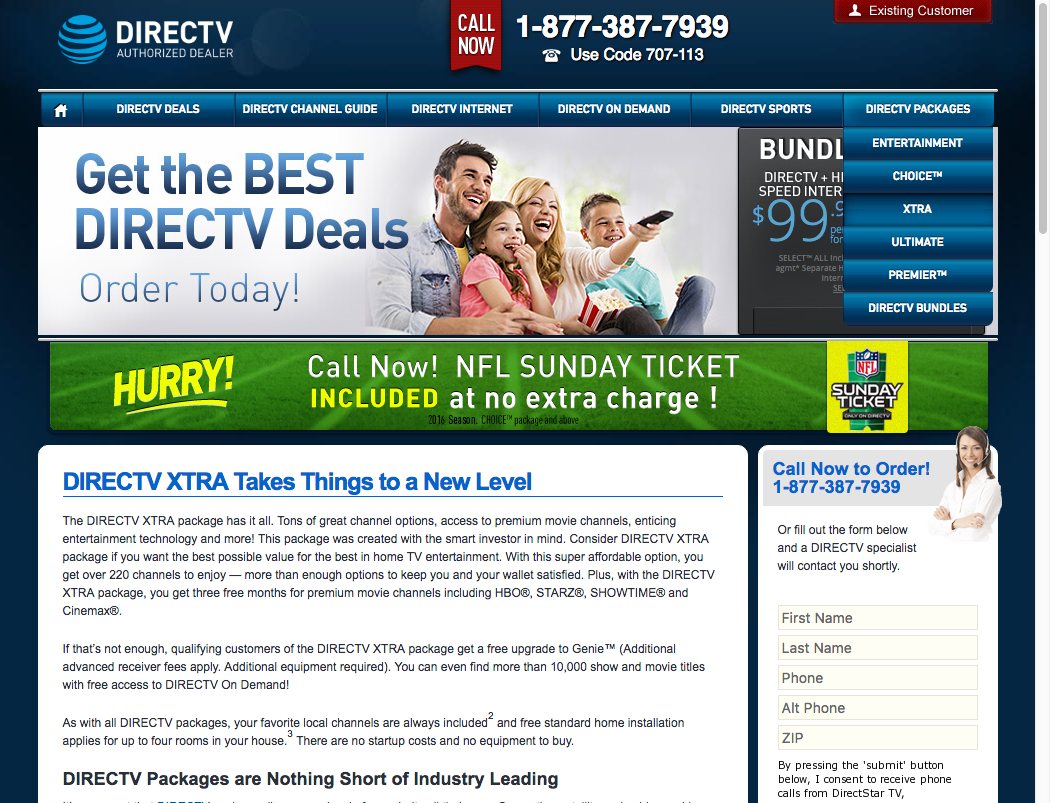 DIRECTV
AUTHORIZED DEALER
CALL
NOW
1-877-387-7939
Use Code 707-113
Existing Customer
DIRECTV DEALS
DIRECTV CHANNEL GUIDE
DIRECTV INTERNET
DIRECTV ON DEMAND
DIRECTV SPORTS
DIRECTV PACKAGES
ENTERTAINMENT
CHOICE™
XTRA
ULTIMATE
PREMIER™
DIRECTV BUNDLES
Get the BEST
DIRECTV Deals
Order Today!
BUNDL
DIRECTV + HI
SPEED INTER
$99.9
per
for
SELECT™ ALL Incl
agmt* Separate H
Intern
SE
HURRY!
Call Now! NFL SUNDAY TICKET
INCLUDED at no extra charge !
2016 Season. CHOICE™ package and above
NFL
SUNDAY
TICKET
ONLY ON DIRECTV
DIRECTV XTRA Takes Things to a New Level
The DIRECTV XTRA package has it all. Tons of great channel options, access to premium movie channels, enticing
entertainment technology and more! This package was created with the smart investor in mind. Consider DIRECTV XTRA
package if you want the best possible value for the best in home TV entertainment. With this super affordable option, you
get over 220 channels to enjoy — more than enough options to keep you and your wallet satisfied. Plus, with the DIRECTV
XTRA package, you get three free months for premium movie channels including HBO®, STARZ®, SHOWTIME® and
Cinemax®.
If that's not enough, qualifying customers of the DIRECTV XTRA package get a free upgrade to Genie™ (Additional
advanced receiver fees apply. Additional equipment required). You can even find more than 10,000 show and movie titles
with free access to DIRECTV On Demand!
As with all DIRECTV packages, your favorite local channels are always included2 and free standard home installation
applies for up to four rooms in your house.3 There are no startup costs and no equipment to buy.
DIRECTV Packages are Nothing Short of Industry Leading
Call Now to Order!
1-877-387-7939
Or fill out the form below
and a DIRECTV specialist
will contact you shortly.
First Name
Last Name
Phone
Alt Phone
ZIP
By pressing the 'submit' button
below, I consent to receive phone
calls from DirectStar TV,